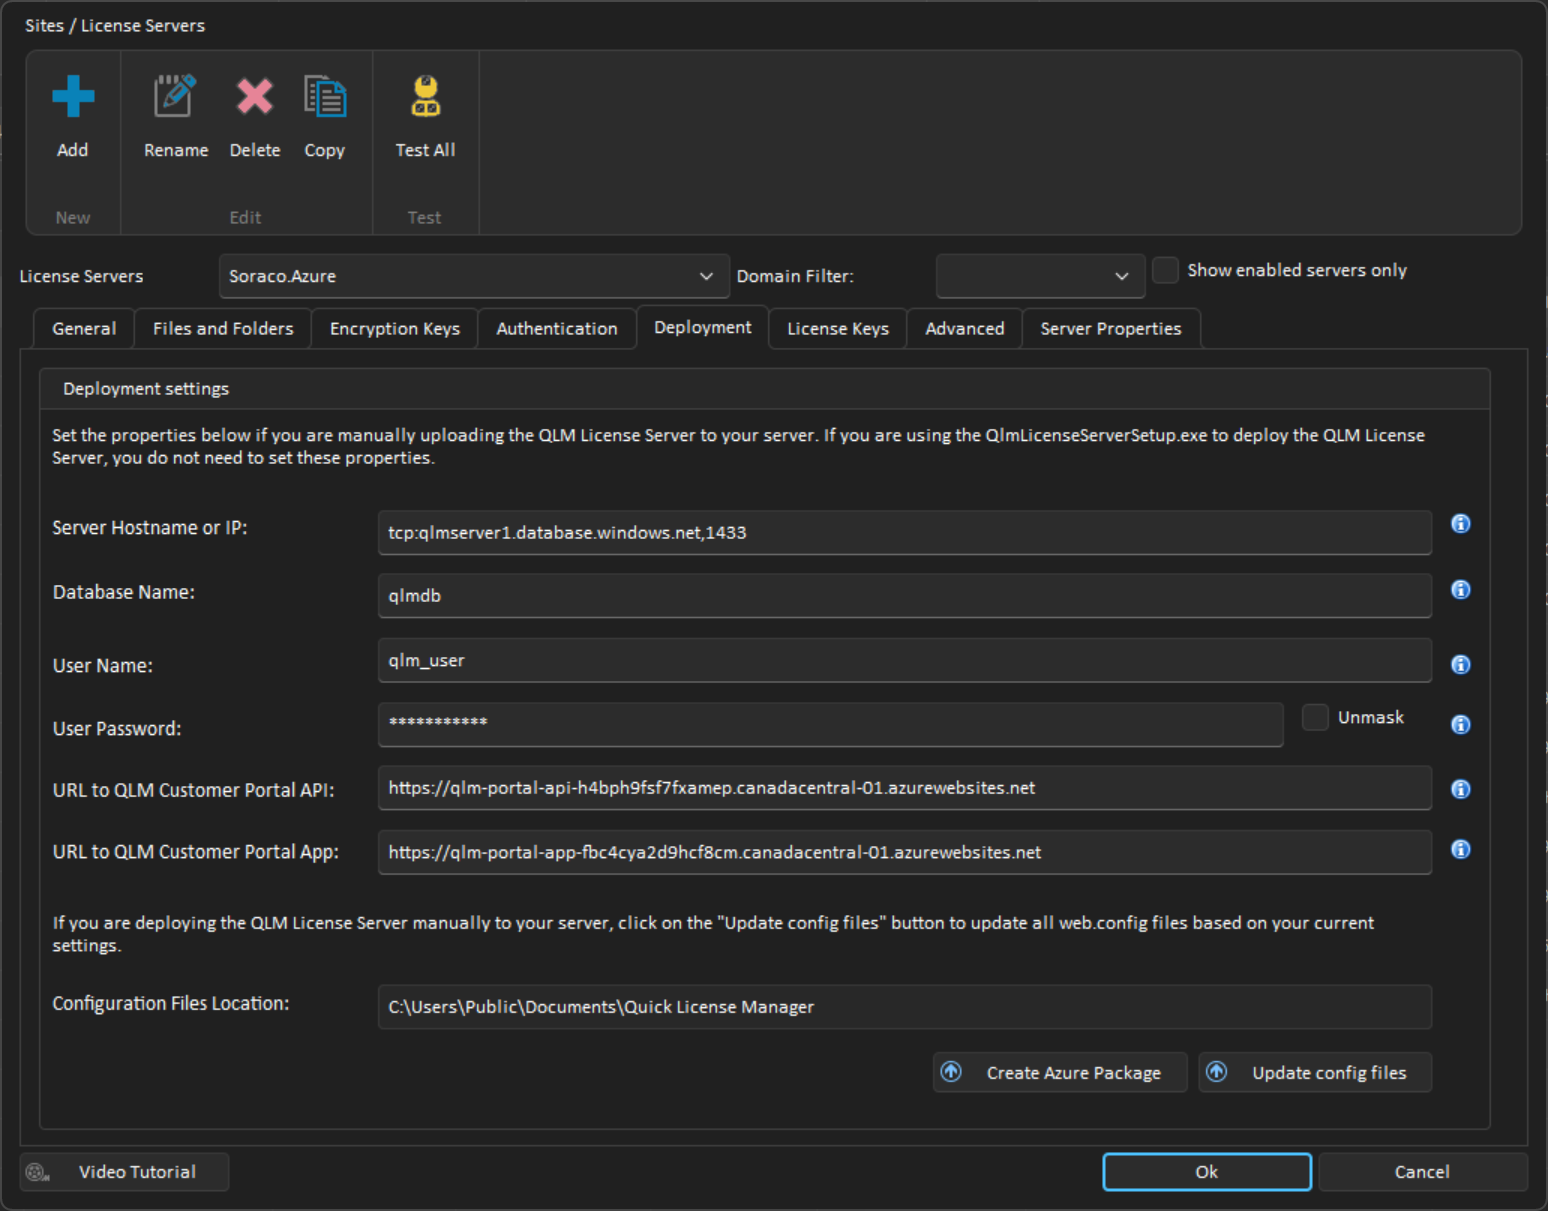 Sites / License Servers
Add
Rename
Delete
Copy
Test All
New
Edit
Test
License Servers
Soraco.Azure
Domain Filter:
Show enabled servers only
General
Files and Folders
Encryption Keys
Authentication
Deployment
License Keys
Advanced
Server Properties
Deployment settings
Set the properties below if you are manually uploading the QLM License Server to your server. If you are using the QlmLicenseServerSetup.exe to deploy the QLM License
Server, you do not need to set these properties.
Server Hostname or IP:
tcp:qlmserver1.database.windows.net,1433
Database Name:
qlmdb
User Name:
qlm_user
User Password:
***********
Unmask
URL to QLM Customer Portal API:
https://qlm-portal-api-h4bph9fsf7fxamep.canadacentral-01.azurewebsites.net
URL to QLM Customer Portal App:
https://qlm-portal-app-fbc4cya2d9hcf8cm.canadacentral-01.azurewebsites.net
If you are deploying the QLM License Server manually to your server, click on the "Update config files" button to update all web.config files based on your current
settings.
Configuration Files Location:
C:\Users\Public\Documents\Quick License Manager
Create Azure Package
Update config files
Video Tutorial
Ok
Cancel